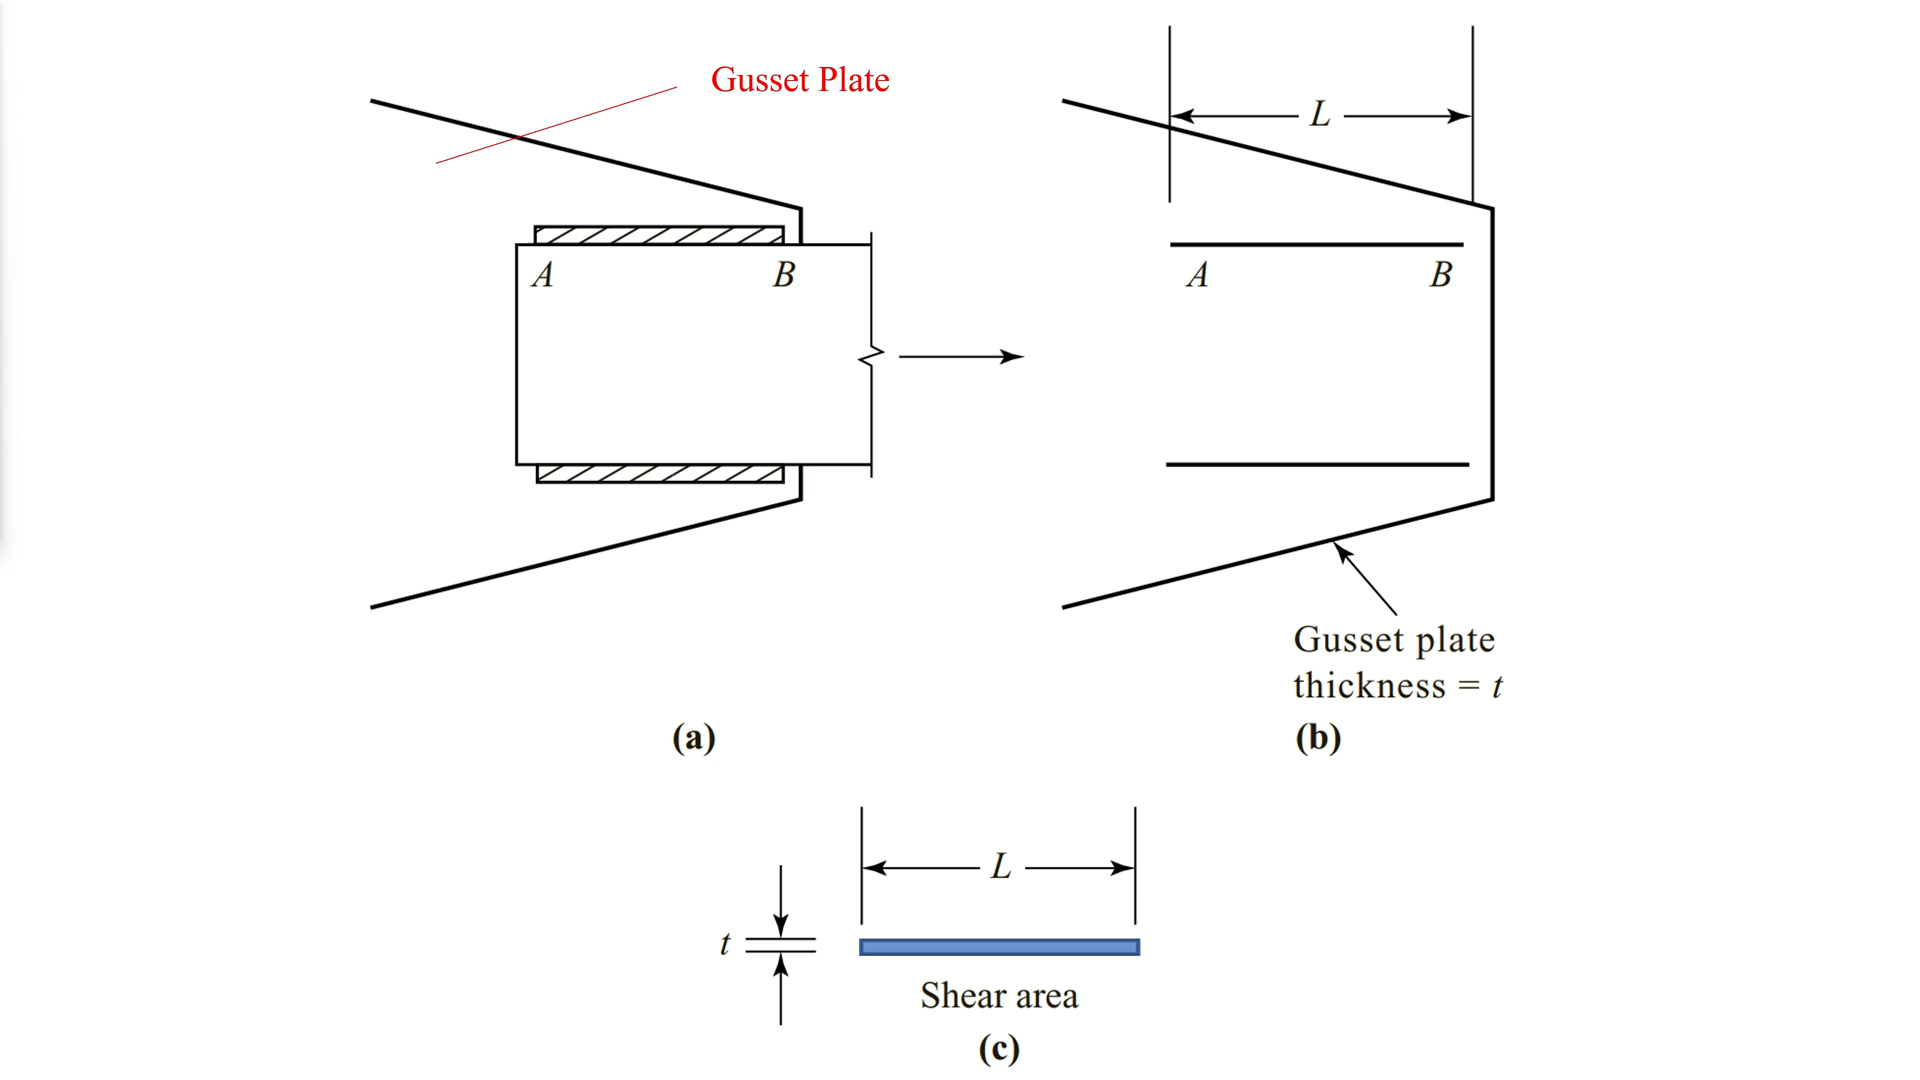 Gusset Plate
A
B
L
A
B
Gusset plate
thickness = t
(a)
(b)
L
t
Shear area
(c)